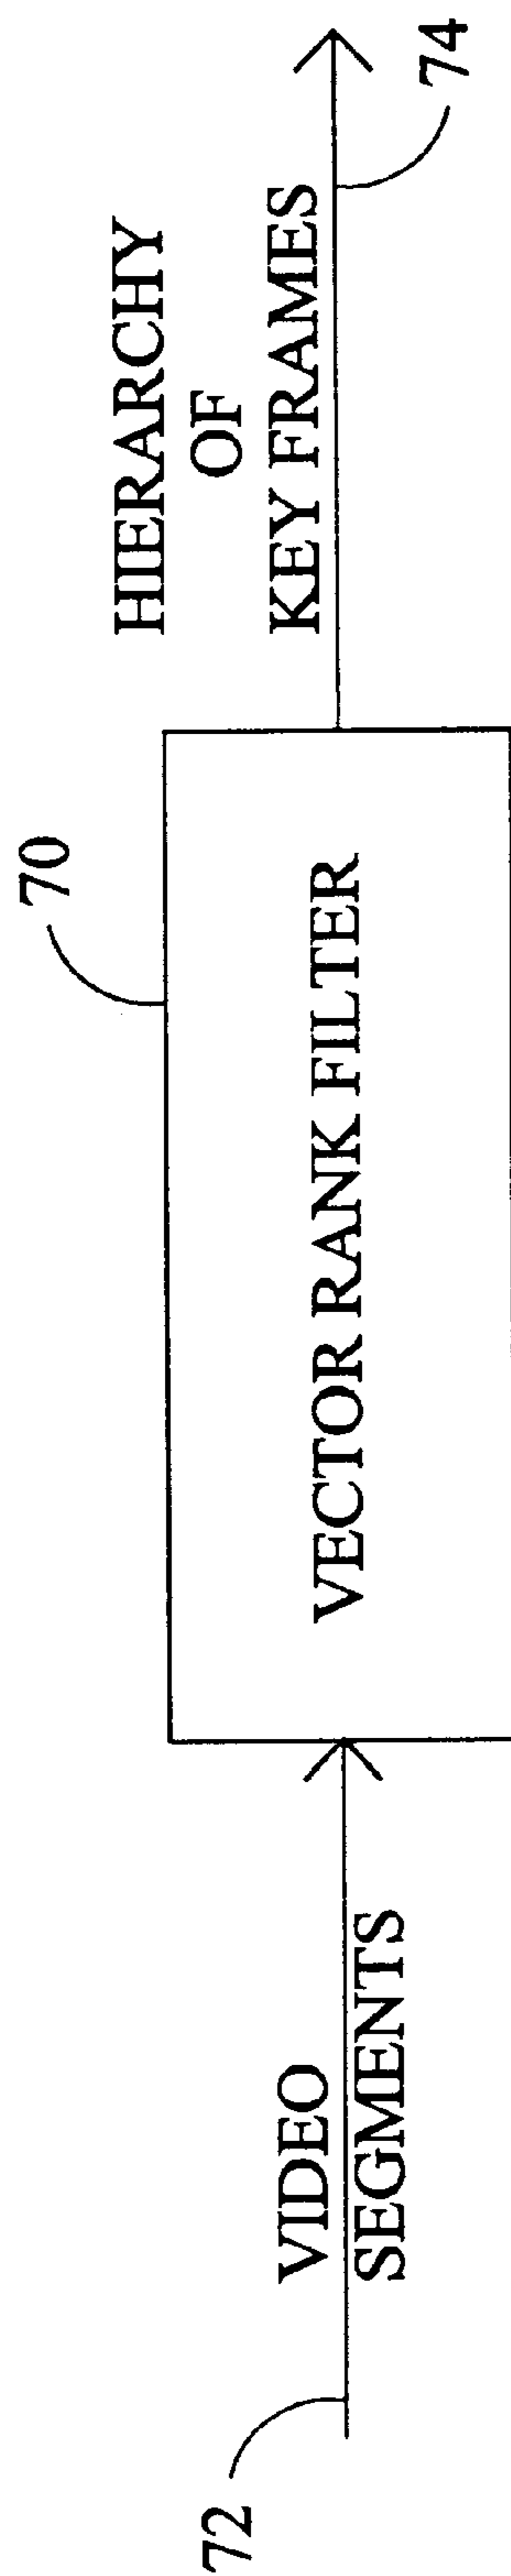 72
VIDEO
SEGMENTS
70
VECTOR RANK FILTER
HIERARCHY
OF
KEY FRAMES
74